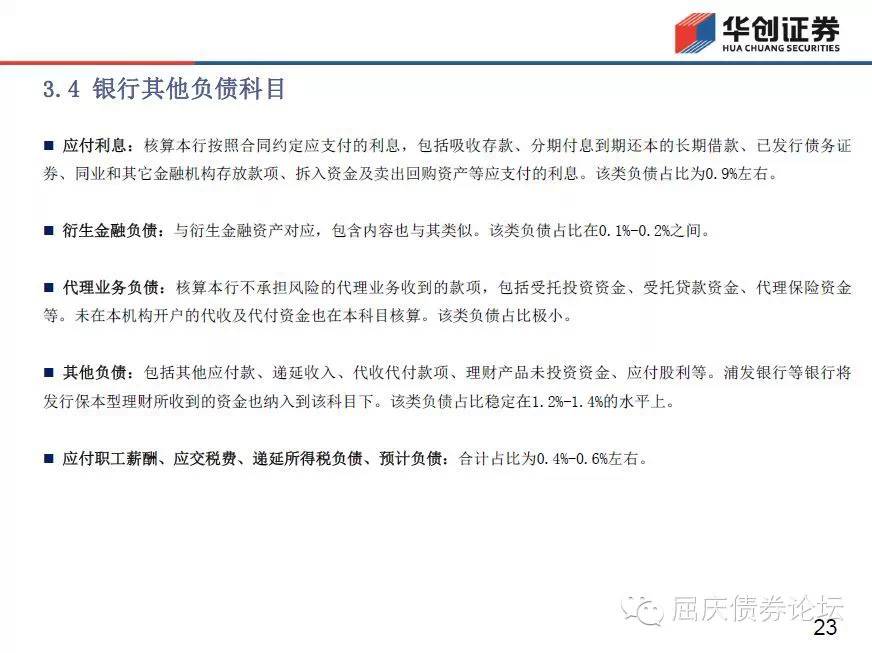 华创证券
HUA CHUANG SECURITIES
3.4 银行其他负债科目
■ 应付利息：核算本行按照合同约定应支付的利息，包括吸收存款、分期付息到期还本的长期借款、已发行债务证
券、同业和其它金融机构存放款项、拆入资金及卖出回购资产等应支付的利息。该类负债占比为0.9%左右。
■ 衍生金融负债：与衍生金融资产对应，包含内容也与其类似。该类负债占比在0.1%-0.2%之间。
■ 代理业务负债：核算本行不承担风险的代理业务收到的款项，包括受托投资资金、受托贷款资金、代理保险资金
等。未在本机构开户的代收及代付资金也在本科目核算。该类负债占比极小。
■ 其他负债：包括其他应付款、递延收入、代收代付款项、理财产品未投资资金、应付股利等。浦发银行等银行将
发行保本型理财所收到的资金也纳入到该科目下。该类负债占比稳定在1.2%-1.4%的水平上。
■ 应付职工薪酬、应交税费、递延所得税负债、预计负债：合计占比为0.4%-0.6%左右。
屈庆债券论坛
23